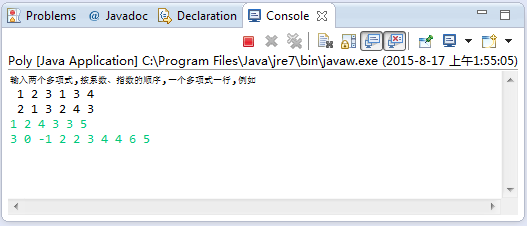 Problems @ Javadoc Declaration Console
Poly [Java Application] C:\Program Files\Java\jre7\bin\javaw.exe (2015-8-17 上午1:55:05)
输入两个多项式,按系数、指数的顺序,一个多项式一行,例如
1 2 3 1 3 4
2 1 3 2 4 3
1 2 4 3 3 5
3 0 -1 2 2 3 4 4 6 5